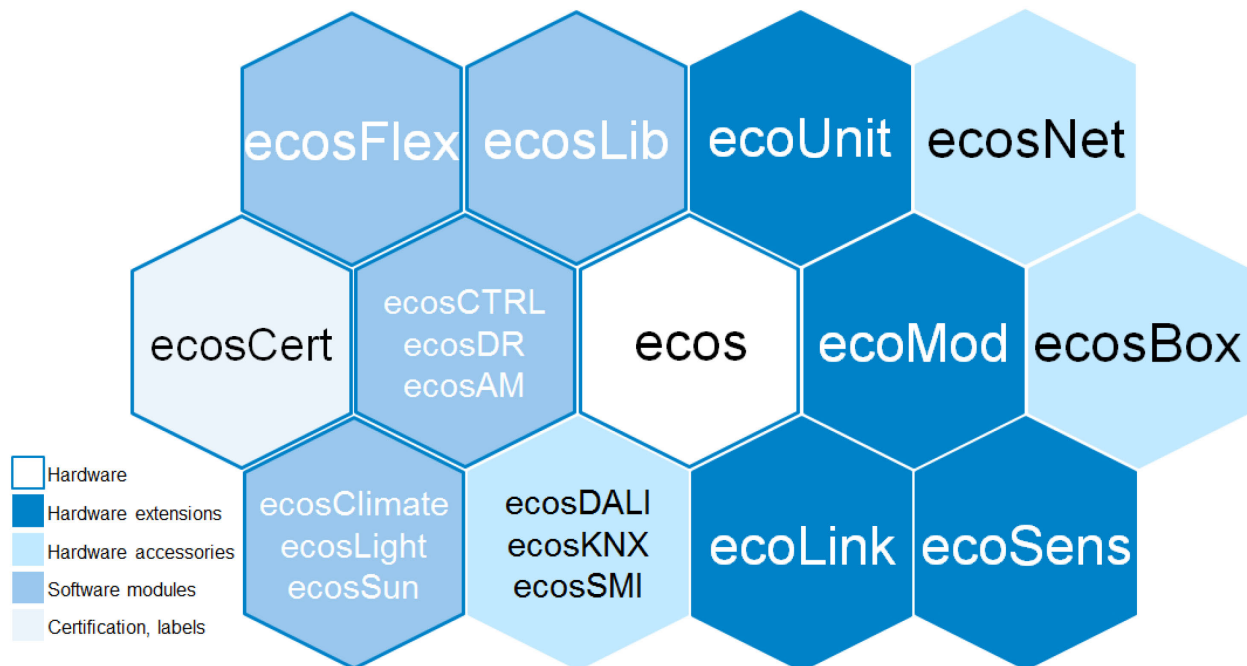 ecosFlex
ecosLib
ecoUnit
ecosNet
ecosCert
ecosCTRL
ecosDR
ecosAM
ecos
ecoMod
ecosBox
ecosClimate
ecosLight
ecosSun
ecosDALI
ecosKNX
ecosSMI
ecoLink
ecoSens
Hardware
Hardware extensions
Hardware accessories
Software modules
Certification, labels